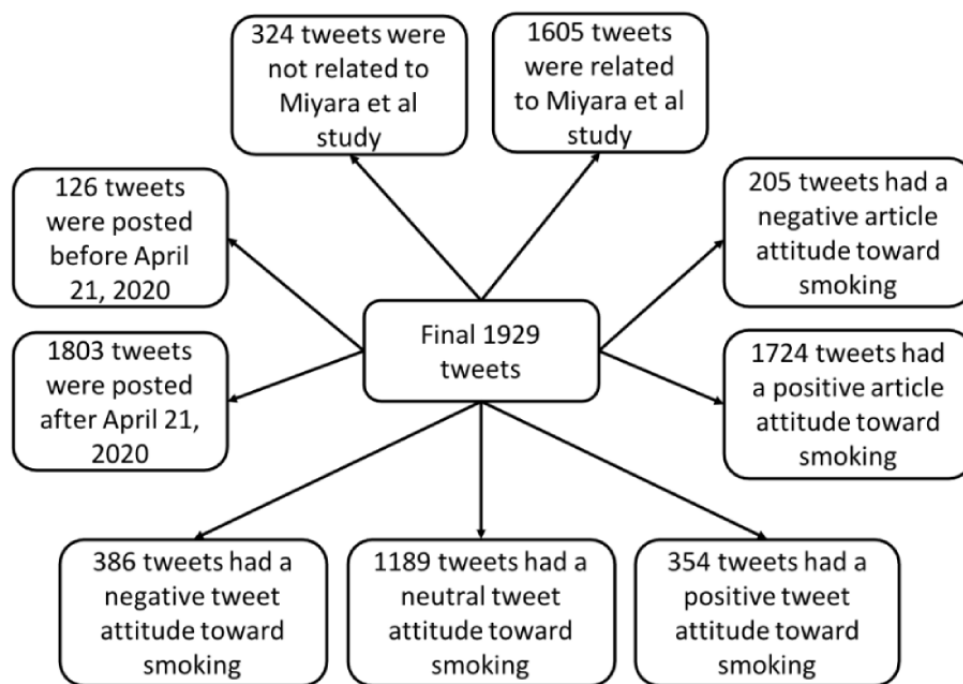 324 tweets were
not related to
Miyara et al
study
1605 tweets
were related
to Miyara et al
study
126 tweets
were posted
before April
21, 2020
205 tweets had a
negative article
attitude toward
smoking
Final 1929
tweets
1803 tweets
were posted
after April 21,
2020
1724 tweets had
a positive article
attitude toward
smoking
386 tweets had a
negative tweet
attitude toward
smoking
1189 tweets had a
neutral tweet
attitude toward
smoking
354 tweets had a
positive tweet
attitude toward
smoking